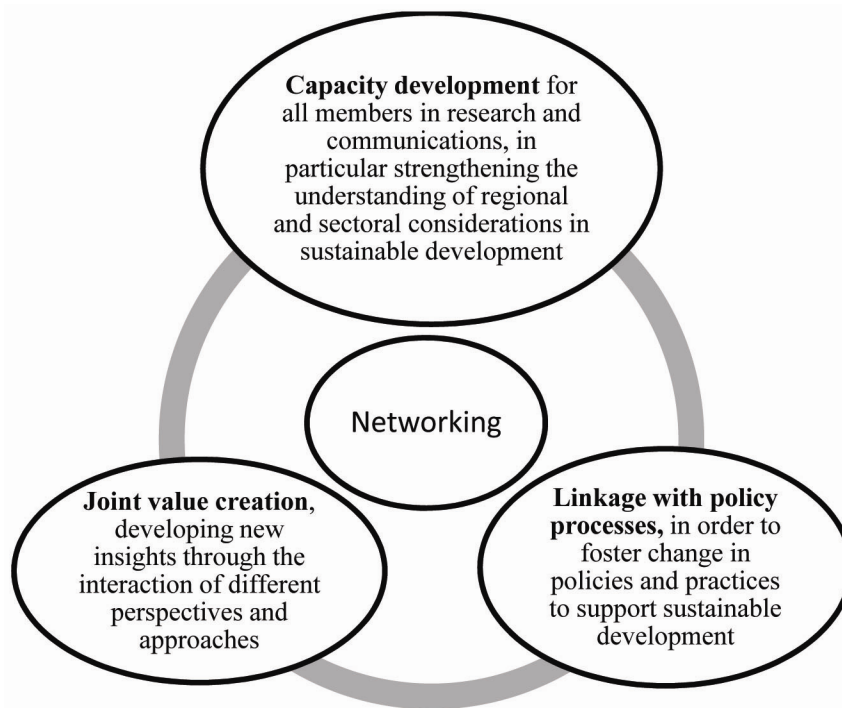 Capacity development for
all members in research and
communications, in
particular strengthening the
understanding of regional
and sectoral considerations in
sustainable development
Networking
Joint value creation,
developing new
insights through the
interaction of different
perspectives and
approaches
Linkage with policy
processes, in order to
foster change in
policies and practices
to support sustainable
development